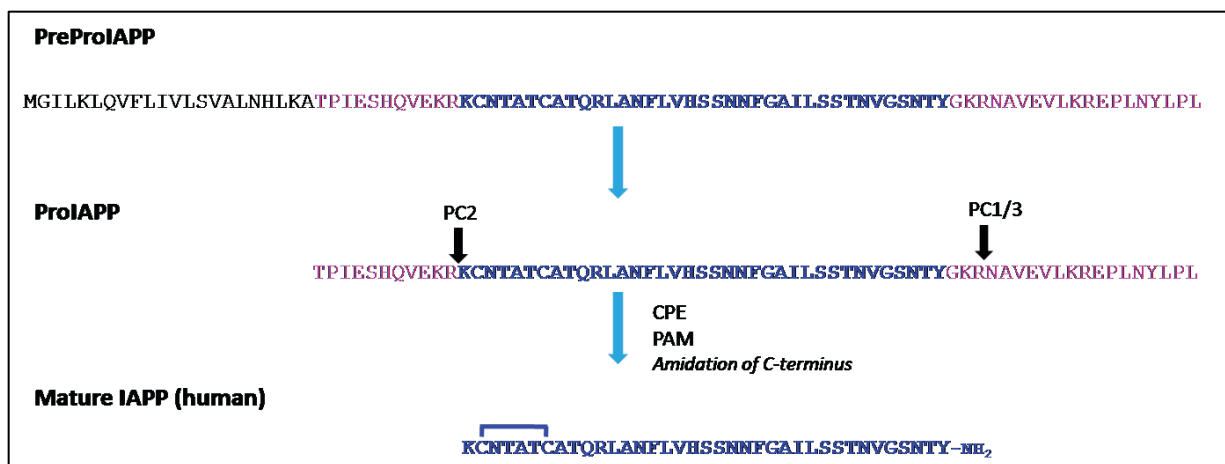 PreProIAPP
MGILKLQVFLIVLSVALNHLKATPIESHQVEKRKCNTATCATQRLANFLVHSSNNFGAILSSTNVGSNTYGKRNAVEVLKREPLNYLPL
ProIAPP
PC2
PC1/3
TPIESHQVEKRKCNTATCATQRLANFLVHSSNNFGAILSSTNVGSNTYGKRNAVEVLKREPLNYLPL
CPE
PAM
Amidation of C-terminus
Mature IAPP (human)
KCNTATCATQRLANFLVHSSNNFGAILSSTNVGSNTY-NH₂